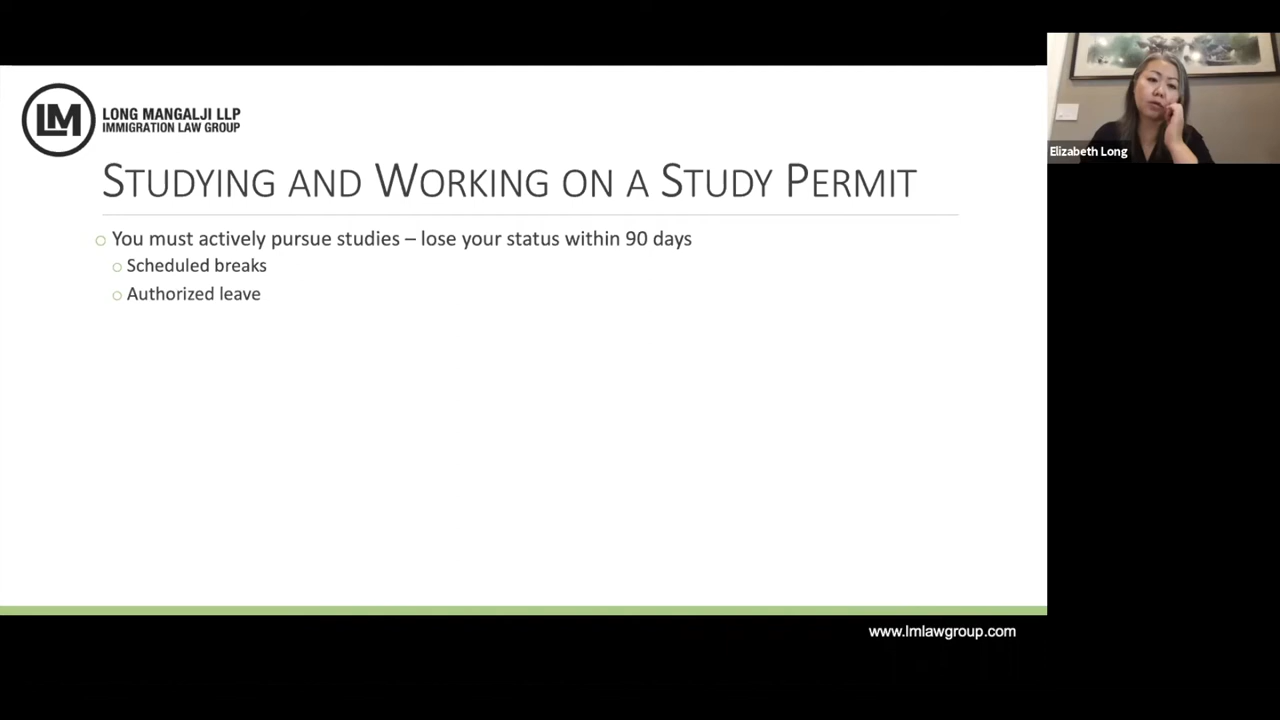 LM
LONG MANGALJI LLP
IMMIGRATION LAW GROUP
STUDYING AND WORKING ON A STUDY PERMIT
You must actively pursue studies – lose your status within 90 days
Scheduled breaks
Authorized leave
Elizabeth Long
www.lmlawgroup.com